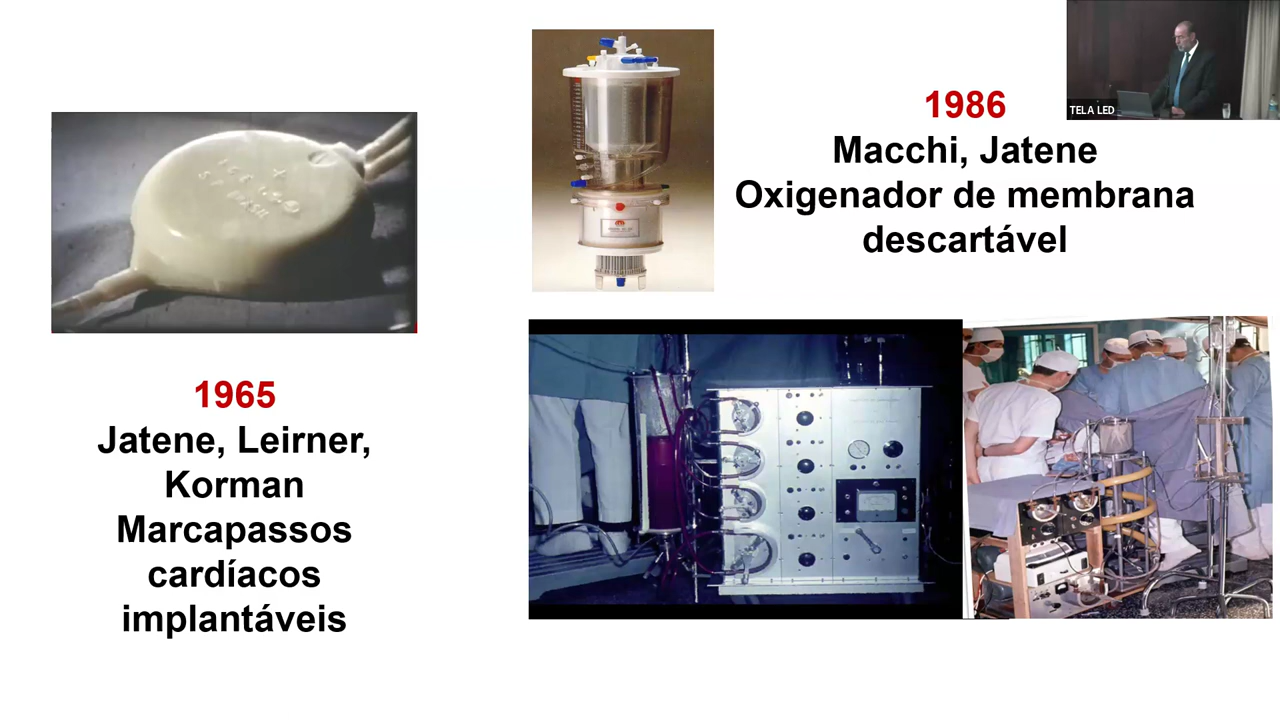 1965
Jatene, Leirner,
Korman
Marcapassos
cardíacos
implantáveis
1986
Macchi, Jatene
Oxigenador de membrana
descartável
TELA LED